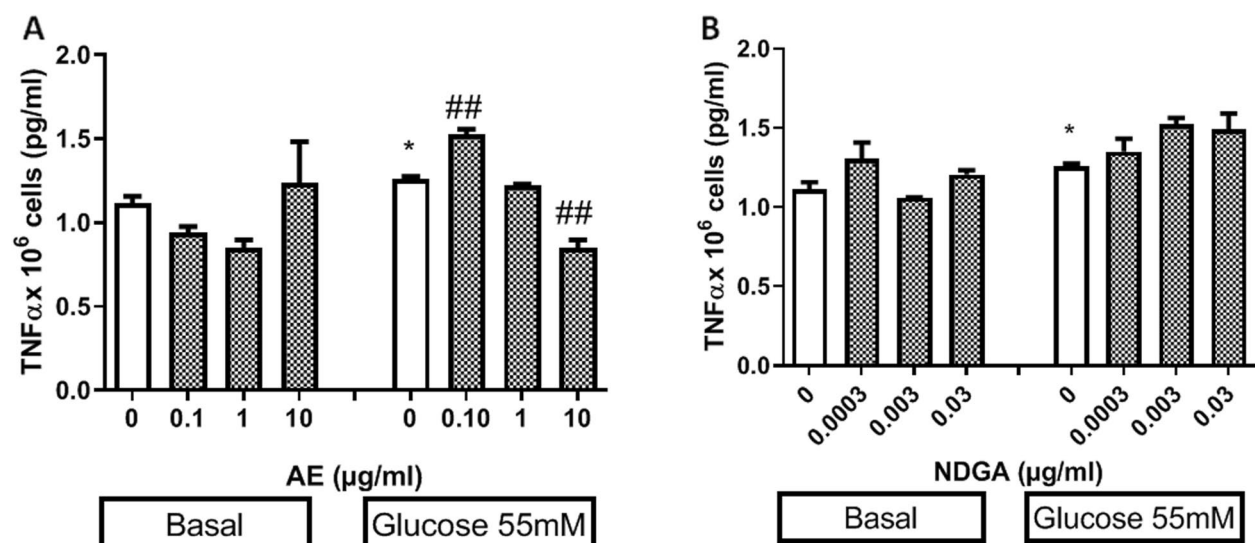 A
TNFαx 10⁶ cells (pg/ml)
2.0
1.5
1.0
0.5
0.0
*
##
##
0 0.1 1 10 0 0.10 1 10
AE (µg/ml)
Basal Glucose 55mM
B
TNFαx 10⁶ cells (pg/ml)
2.0
1.5
1.0
0.5
0.0
*
0 0.0003 0.003 0.03 0 0.0003 0.003 0.03
NDGA (µg/ml)
Basal Glucose 55mM